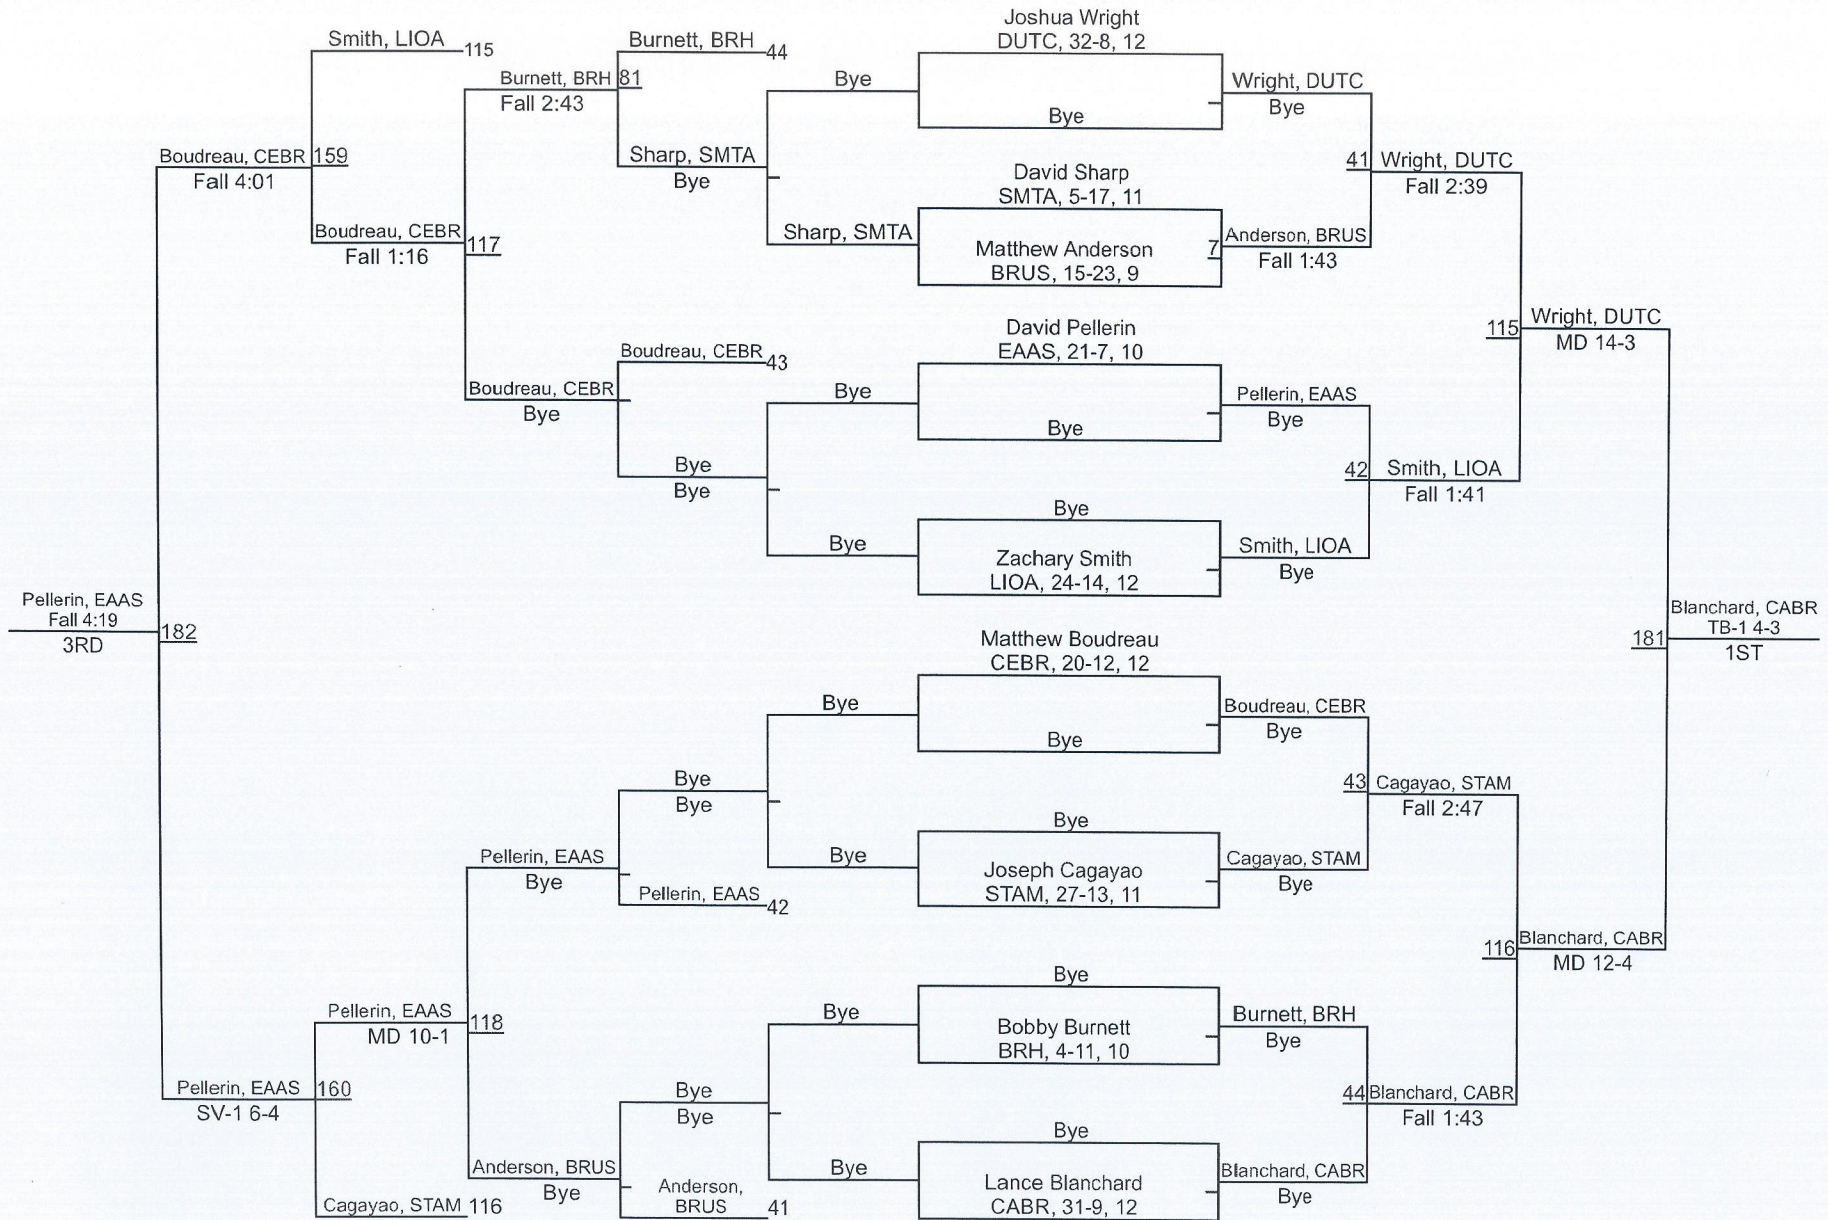 Joshua Wright
DUTC, 32-8, 12
Smith, LIOA 115
Burnett, BRH 44
Burnett, BRH 81
Fall 2:43
Bye
Wright, DUTC
Bye
Bye
Boudreau, CEBR 159
Fall 4:01
Sharp, SMTA
Bye
41 Wright, DUTC
Fall 2:39
David Sharp
SMTA, 5-17, 11
Boudreau, CEBR 117
Fall 1:16
Sharp, SMTA
Matthew Anderson
BRUS, 15-23, 9
7 Anderson, BRUS
Fall 1:43
David Pellerin
EAAS, 21-7, 10
115 Wright, DUTC
MD 14-3
Boudreau, CEBR 43
Boudreau, CEBR
Bye
Bye
Pellerin, EAAS
Bye
Bye
Bye
Bye
42 Smith, LIOA
Fall 1:41
Bye
Bye
Zachary Smith
LIOA, 24-14, 12
Smith, LIOA
Bye
Pellerin, EAAS
Fall 4:19
3RD
182
Blanchard, CABR
TB-1 4-3
1ST
181
Matthew Boudreau
CEBR, 20-12, 12
Bye
Boudreau, CEBR
Bye
Bye
Bye
Bye
43 Cagayao, STAM
Fall 2:47
Bye
Pellerin, EAAS
Bye
Bye
Joseph Cagayao
STAM, 27-13, 11
Cagayao, STAM
Bye
Pellerin, EAAS 42
116 Blanchard, CABR
MD 12-4
Bye
Pellerin, EAAS 118
MD 10-1
Bye
Bobby Burnett
BRH, 4-11, 10
Burnett, BRH
Bye
Pellerin, EAAS 160
SV-1 6-4
Bye
Bye
44 Blanchard, CABR
Fall 1:43
Bye
Anderson, BRUS
Bye
Bye
Lance Blanchard
CABR, 31-9, 12
Blanchard, CABR
Bye
Cagayao, STAM 116
Anderson,
BRUS 41